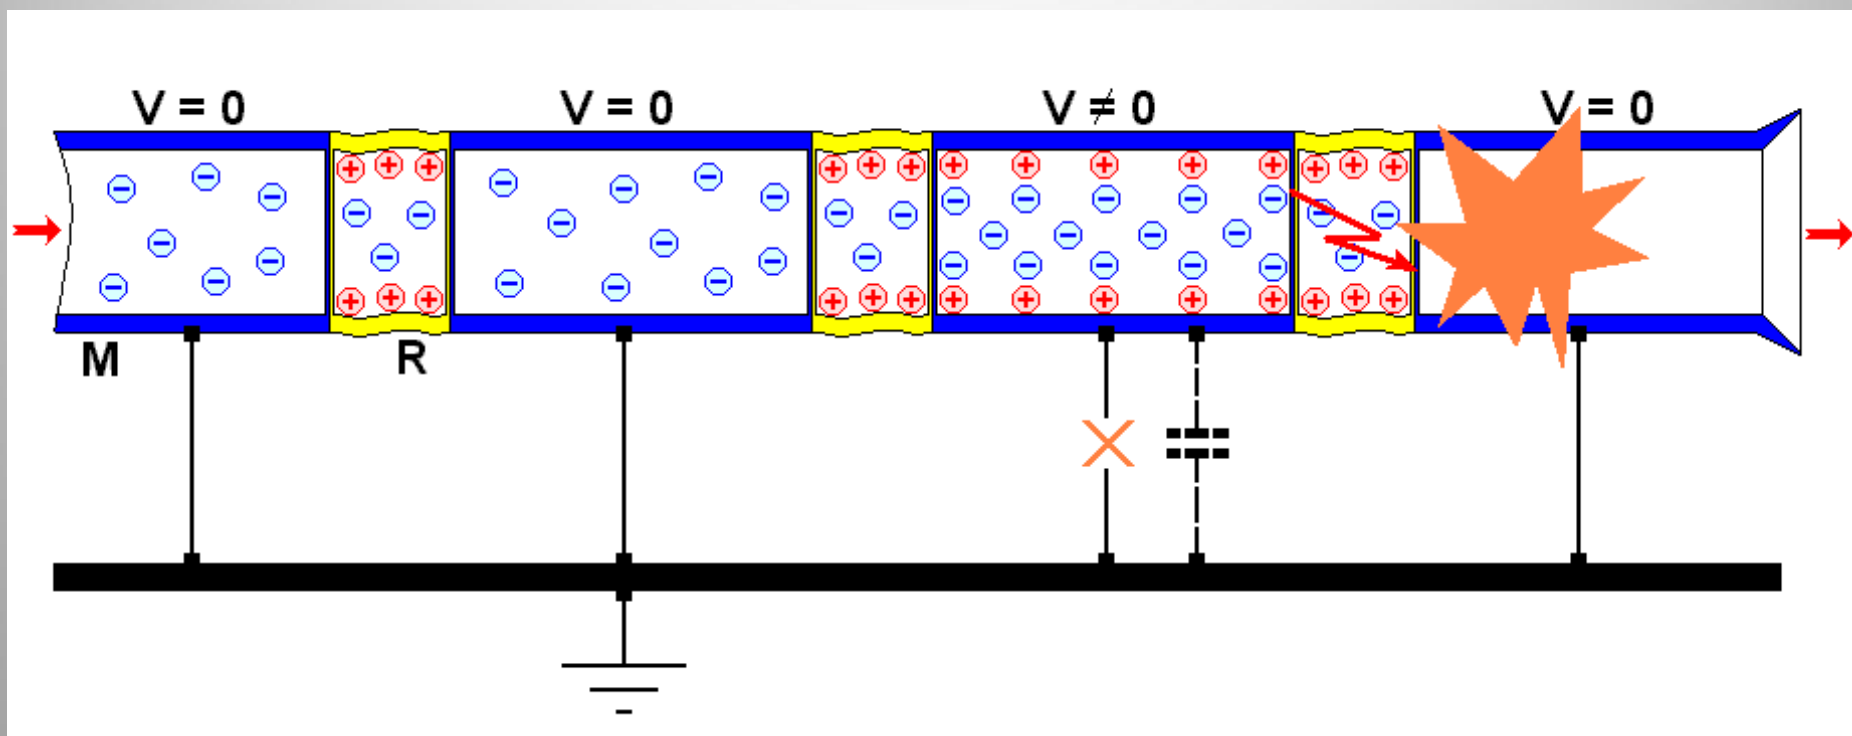 V = 0 V = 0 V ≠ 0 V = 0
M R